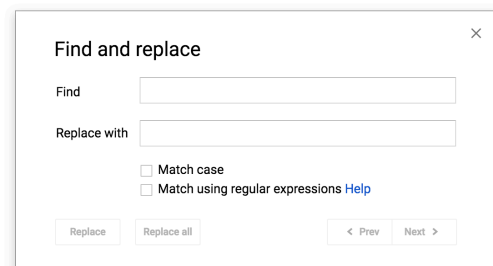 Find and replace
Find
Replace with
Match case
Match using regular expressions Help
Replace Replace all < Prev Next >